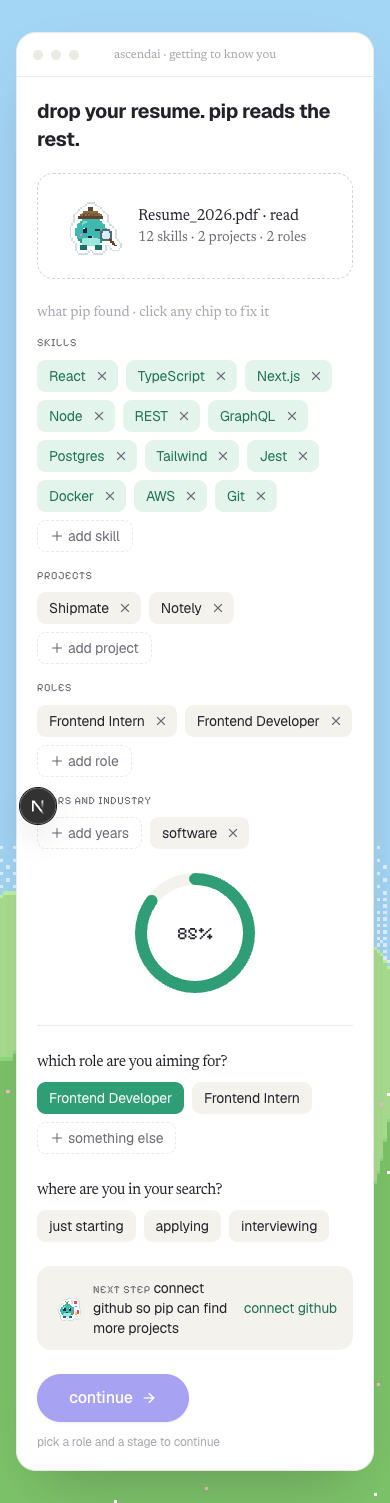 ascendai · getting to know you
drop your resume. pip reads the
rest.
Resume_2026.pdf · read
12 skills · 2 projects · 2 roles
what pip found · click any chip to fix it
SKILLS
React × TypeScript × Next.js ×
Node × REST × GraphQL ×
Postgres × Tailwind × Jest ×
Docker × AWS × Git ×
+ add skill
PROJECTS
Shipmate × Notely ×
+ add project
ROLES
Frontend Intern × Frontend Developer ×
+ add role
N
RS AND INDUSTRY
+ add years software ×
which role are you aiming for?
Frontend Developer Frontend Intern
+ something else
where are you in your search?
just starting applying interviewing
NEXT STEP connect
github so pip can find connect github
more projects
continue →
pick a role and a stage to continue